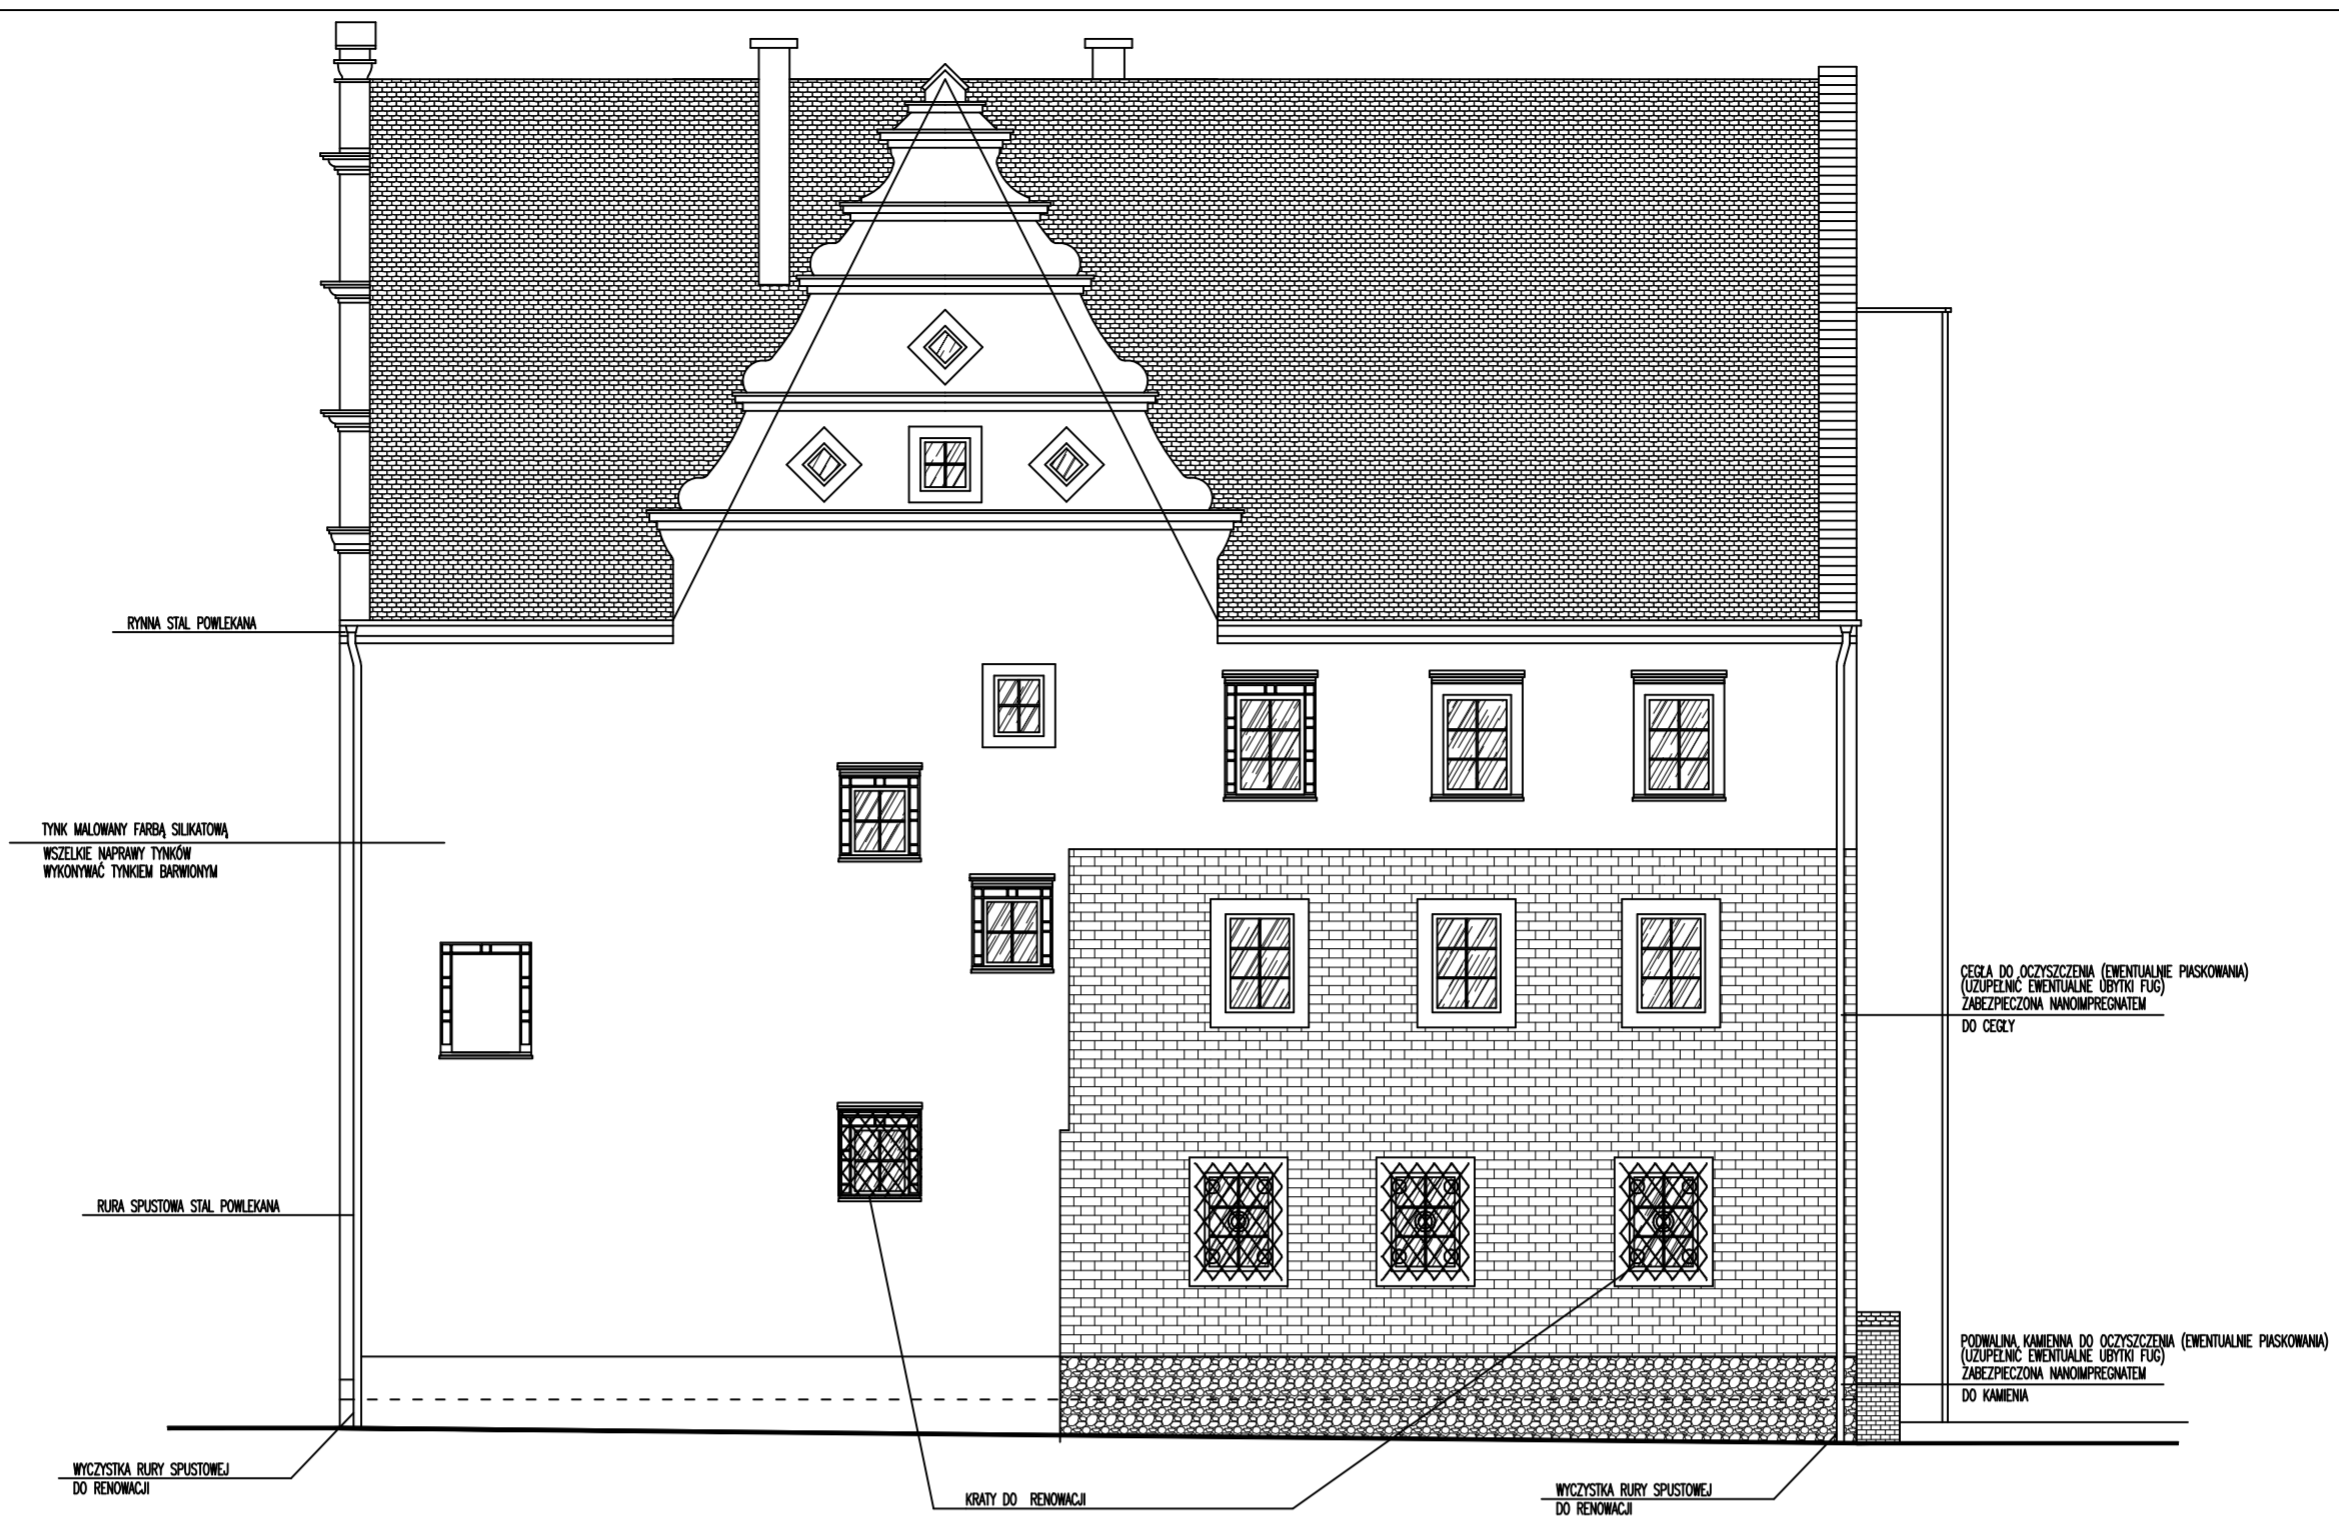 RYNNA STAL POWLEKANA
TYNK MALOWANY FARBĄ SILIKATOWĄ
WSZELKIE NAPRAWY TYNKÓW
WYKONYWAĆ TYNKIEM BARWIONYM
CEGŁA DO OCZYSZCZENIA (EWENTUALNIE PIASKOWANIA)
(UZUPEŁNIĆ EWENTUALNE UBYTKI FUG)
ZABEZPIECZONA NANOIMPREGNATEM
DO CEGŁY
RURA SPUSTOWA STAL POWLEKANA
PODWALINA KAMIENNA DO OCZYSZCZENIA (EWENTUALNIE PIASKOWANIA)
(UZUPEŁNIĆ EWENTUALNE UBYTKI FUG)
ZABEZPIECZONA NANOIMPREGNATEM
DO KAMIENIA
WYCZYSTKA RURY SPUSTOWEJ
DO RENOWACJI
KRATY DO RENOWACJI
WYCZYSTKA RURY SPUSTOWEJ
DO RENOWACJI